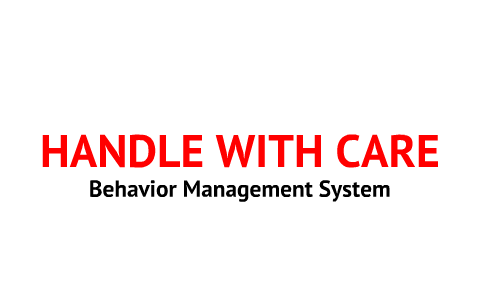 HANDLE WITH CARE
Behavior Management System